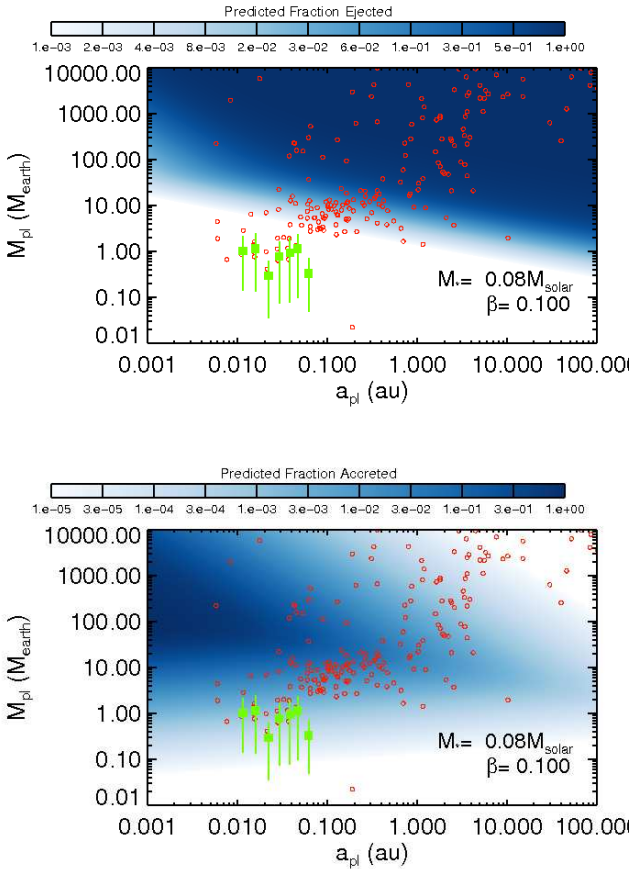 Predicted Fraction Ejected
1.e-03 2.e-03 4.e-03 8.e-03 2.e-02 3.e-02 6.e-02 1.e-01 3.e-01 5.e-01 1.e+00
10000.00
1000.00
100.00
10.00
1.00
0.10
0.01
M_pl (M_earth)
M_*= 0.08M_solar
β= 0.100
0.001 0.010 0.100 1.000 10.000 100.000
a_pl (au)
Predicted Fraction Accreted
1.e-05 3.e-05 1.e-04 3.e-04 1.e-03 3.e-03 1.e-02 3.e-02 1.e-01 3.e-01 1.e+00
10000.00
1000.00
100.00
10.00
1.00
0.10
0.01
M_pl (M_earth)
M_*= 0.08M_solar
β= 0.100
0.001 0.010 0.100 1.000 10.000 100.000
a_pl (au)